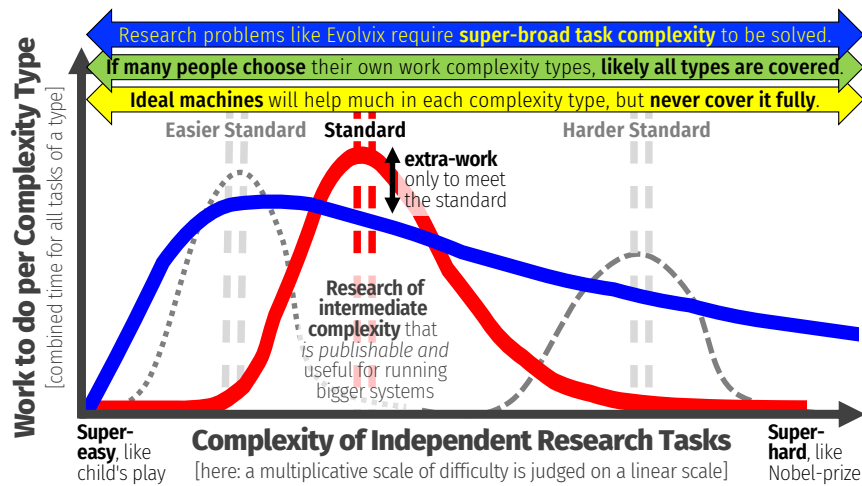 Research problems like Evolvix require super-broad task complexity to be solved.
If many people choose their own work complexity types, likely all types are covered.
Ideal machines will help much in each complexity type, but never cover it fully.
Easier Standard
Standard
Harder Standard
extra-work
only to meet
the standard
Work to do per Complexity Type
[combined time for all tasks of a type]
Research of
intermediate
complexity that
is publishable and
useful for running
bigger systems
Super-
easy, like
child's play
Complexity of Independent Research Tasks
[here: a multiplicative scale of difficulty is judged on a linear scale]
Super-
hard, like
Nobel-prize